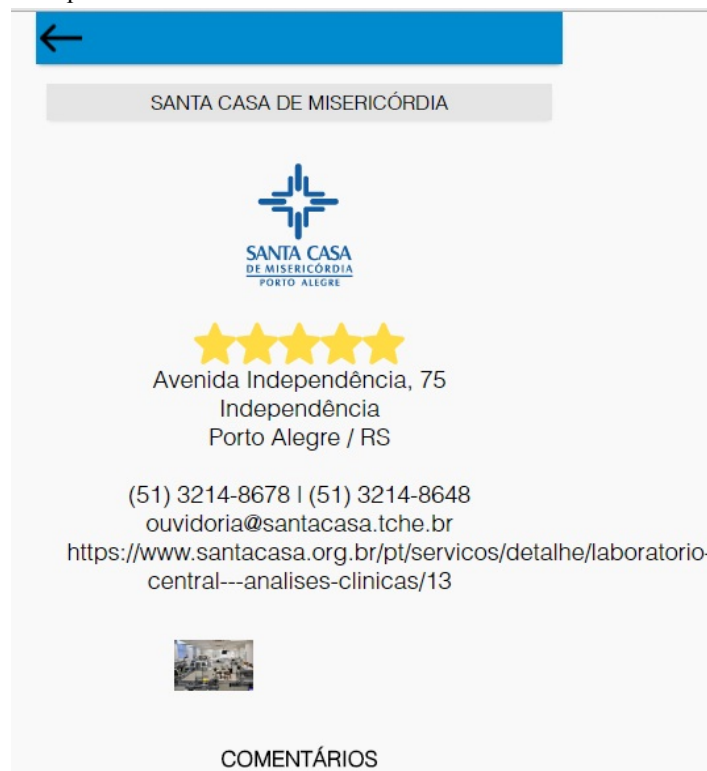 SANTA CASA DE MISERICÓRDIA
SANTA CASA
DE MISERICÓRDIA
PORTO ALEGRE
Avenida Independência, 75
Independência
Porto Alegre / RS
(51) 3214-8678 | (51) 3214-8648
ouvidoria@santacasa.tche.br
https://www.santacasa.org.br/pt/servicos/detalhe/laboratorio-
central---analises-clinicas/13
COMENTÁRIOS